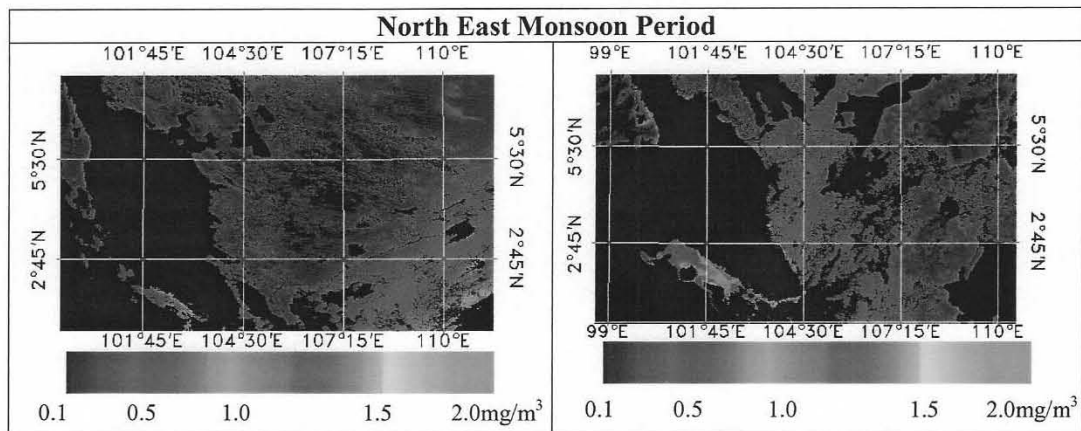 North East Monsoon Period
101°45'E 104°30'E 107°15'E 110°E
5°30'N
2°45'N
5°30'N
2°45'N
101°45'E 104°30'E 107°15'E 110°E
0.1 0.5 1.0 1.5 2.0mg/m³
99°E 101°45'E 104°30'E 107°15'E 110°E
5°30'N
2°45'N
5°30'N
2°45'N
99°E 101°45'E 104°30'E 107°15'E 110°E
0.1 0.5 1.0 1.5 2.0mg/m³